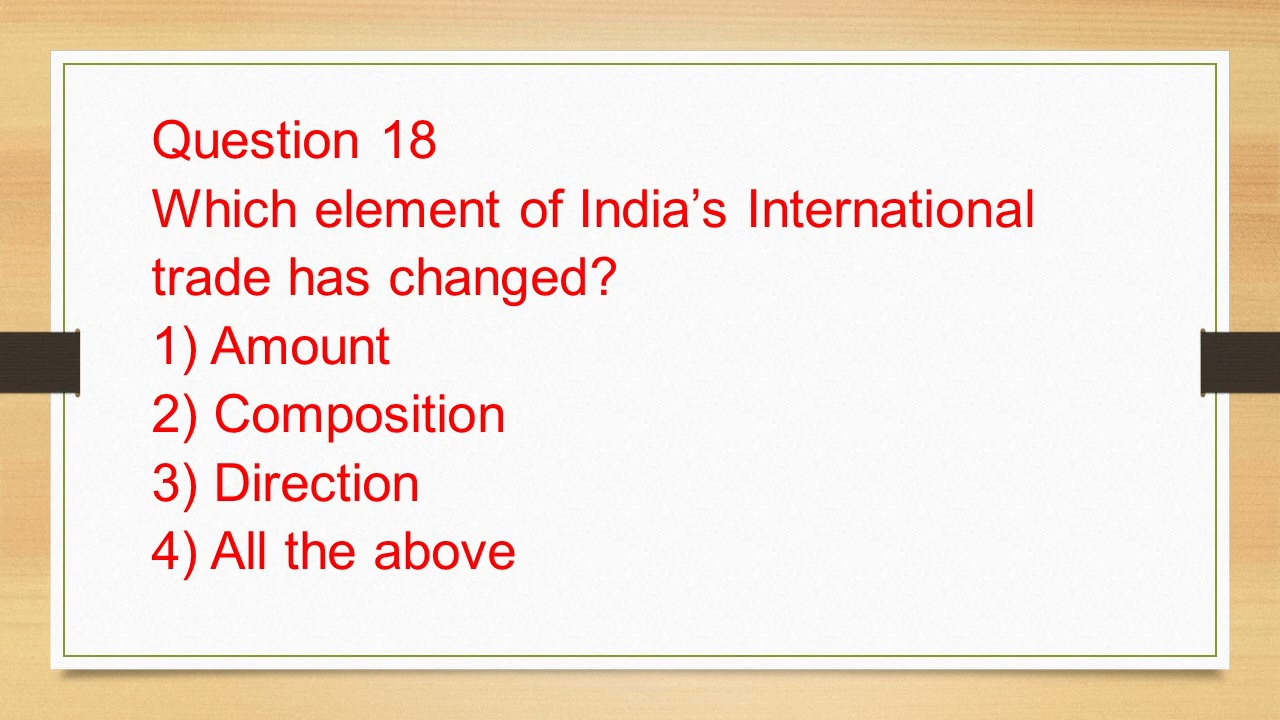 Question 18
Which element of India’s International
trade has changed?
1) Amount
2) Composition
3) Direction
4) All the above